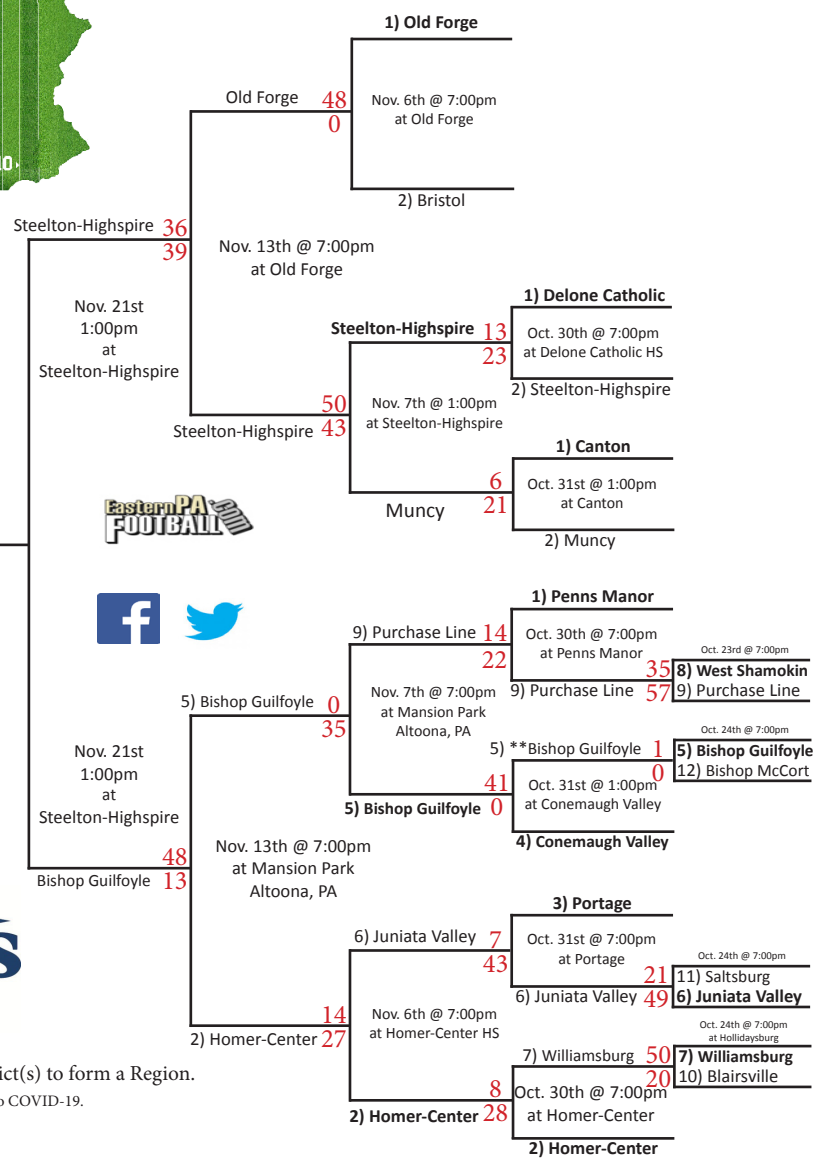 1) Old Forge
Old Forge 48
0
Nov. 6th @ 7:00pm
at Old Forge
10
2) Bristol
Steelton-Highspire 36
39
Nov. 13th @ 7:00pm
at Old Forge
1) Delone Catholic
Nov. 21st
1:00pm
at
Steelton-Highspire
Steelton-Highspire 13
23
Oct. 30th @ 7:00pm
at Delone Catholic HS
2) Steelton-Highspire
50
Steelton-Highspire 43
Nov. 7th @ 1:00pm
at Steelton-Highspire
1) Canton
6
Muncy 21
Oct. 31st @ 1:00pm
at Canton
2) Muncy
EasternPA
FOOTBALL
.com
f
1) Penns Manor
9) Purchase Line 14
22
Oct. 30th @ 7:00pm
at Penns Manor
Oct. 23rd @ 7:00pm
35 8) West Shamokin
9) Purchase Line 57 9) Purchase Line
5) Bishop Guilfoyle 0
35
Nov. 7th @ 7:00pm
at Mansion Park
Altoona, PA
Oct. 24th @ 7:00pm
5) **Bishop Guilfoyle 1 5) Bishop Guilfoyle
0 12) Bishop McCort
Nov. 21st
1:00pm
at
Steelton-Highspire
41
5) Bishop Guilfoyle 0
Oct. 31st @ 1:00pm
at Conemaugh Valley
4) Conemaugh Valley
48
Bishop Guilfoyle 13
Nov. 13th @ 7:00pm
at Mansion Park
Altoona, PA
3) Portage
s
6) Juniata Valley 7
43
Oct. 31st @ 7:00pm
at Portage
Oct. 24th @ 7:00pm
21 11) Saltsburg
6) Juniata Valley 49 6) Juniata Valley
14
2) Homer-Center 27
Nov. 6th @ 7:00pm
at Homer-Center HS
Oct. 24th @ 7:00pm
at Hollidaysburg
7) Williamsburg 50 7) Williamsburg
20 10) Blairsville
ict(s) to form a Region.
o COVID-19.
8
2) Homer-Center 28
Oct. 30th @ 7:00pm
at Homer-Center
2) Homer-Center